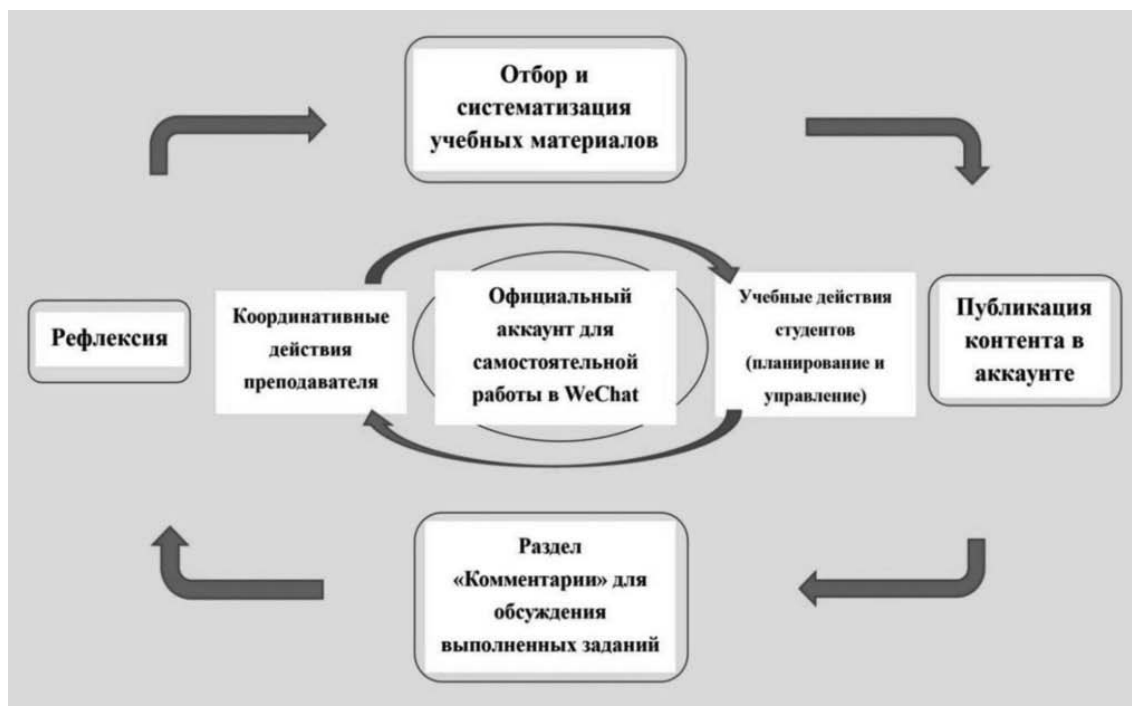 Отбор и
систематизация
учебных материалов
Рефлексия
Координативные
действия
преподавателя
Официальный
аккаунт для
самостоятельной
работы в WeChat
Учебные действия
студентов
(планирование и
управление)
Публикация
контента в
аккаунте
Раздел
«Комментарии» для
обсуждения
выполненных заданий